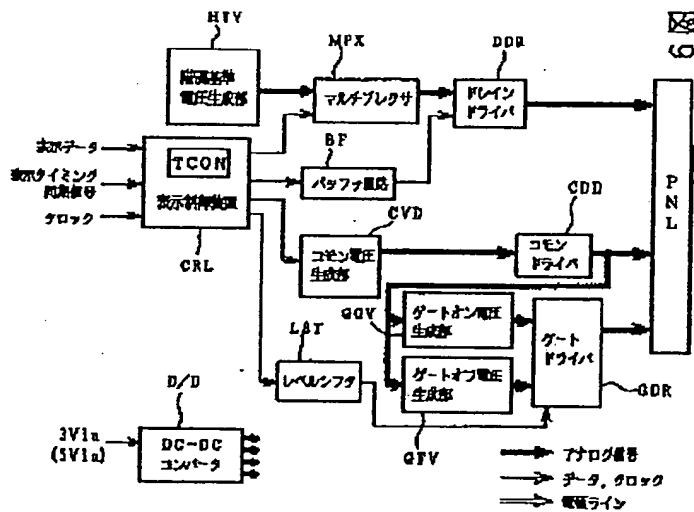 図6
HTV
階調基準
電圧生成部
MPX
マルチプレクサ
DDR
ドレイン
ドライバ
表示データ
表示タイミング
同期信号
クロック
TCON
表示制御装置
CRL
BF
バッファ回路
CVD
コモン電圧
生成部
CDD
コモン
ドライバ
PNL
GOV
ゲートオン電圧
生成部
ゲートオフ電圧
生成部
GFV
ゲート
ドライバ
GDR
LST
レベルシフタ
D/D
3Vin
(5Vin)
DC-DC
コンバータ
アナログ信号
データ, クロック
電源ライン